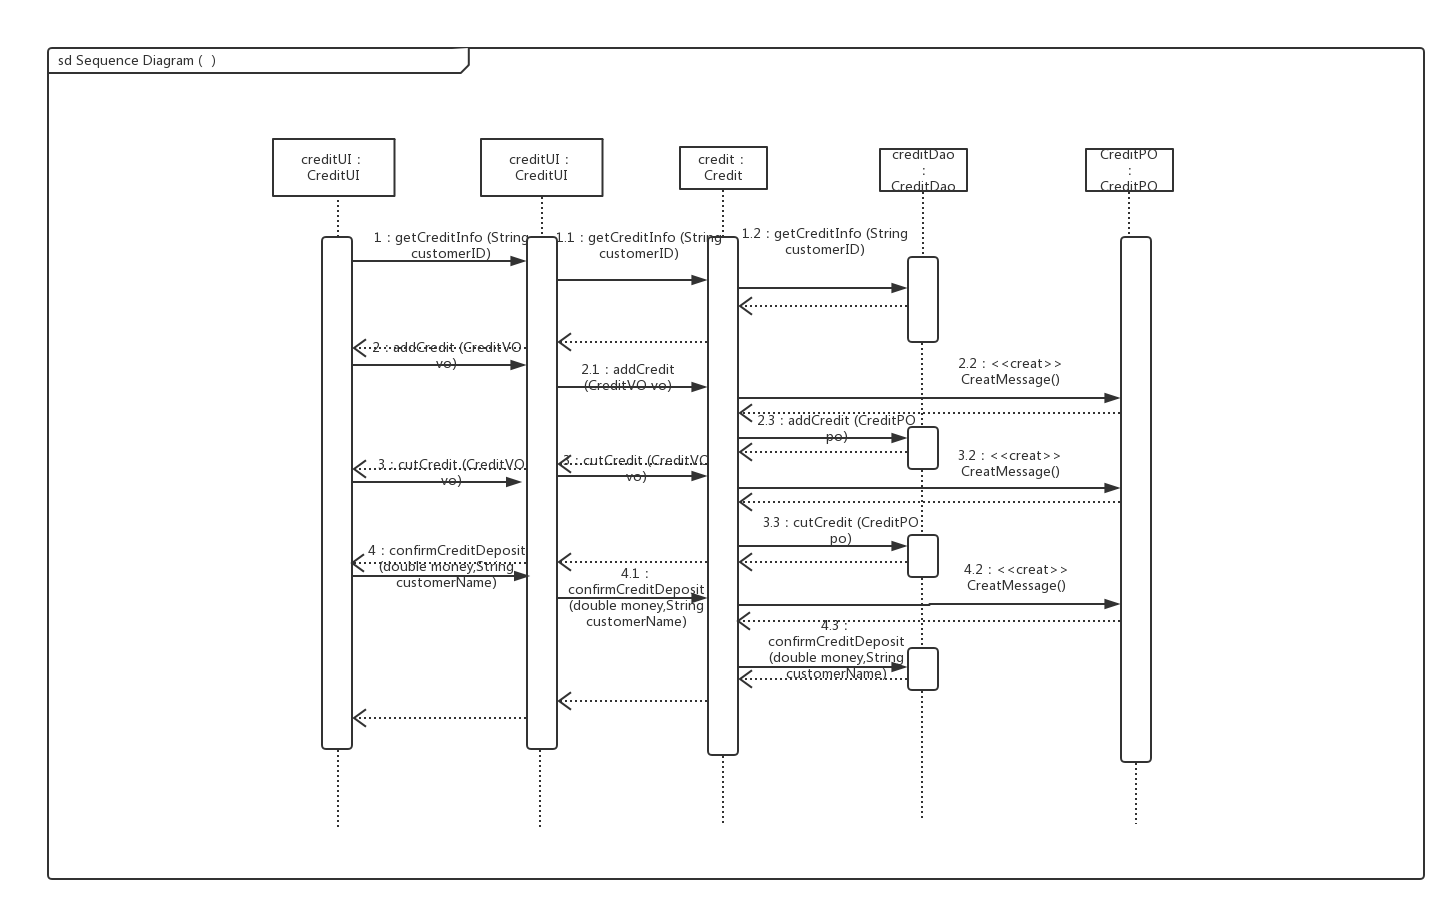 sd Sequence Diagram (  )
creditUI :
CreditUI
creditUI :
CreditUI
credit :
Credit
creditDao
:
CreditDao
CreditPO
:
CreditPO
1 : getCreditInfo (String
customerID)
1.1 : getCreditInfo (String
customerID)
1.2 : getCreditInfo (String
customerID)
2 : addCredit (CreditVO
vo)
2.1 : addCredit
(CreditVO vo)
2.2 : <<creat>>
CreatMessage()
2.3 : addCredit (CreditPO
po)
3 : cutCredit (CreditVO
vo)
3 : cutCredit (CreditVO
vo)
3.2 : <<creat>>
CreatMessage()
3.3 : cutCredit (CreditPO
po)
4 : confirmCreditDeposit
(double money,String
customerName)
4.1 :
confirmCreditDeposit
(double money,String
customerName)
4.2 : <<creat>>
CreatMessage()
4.3 :
confirmCreditDeposit
(double money,String
customerName)